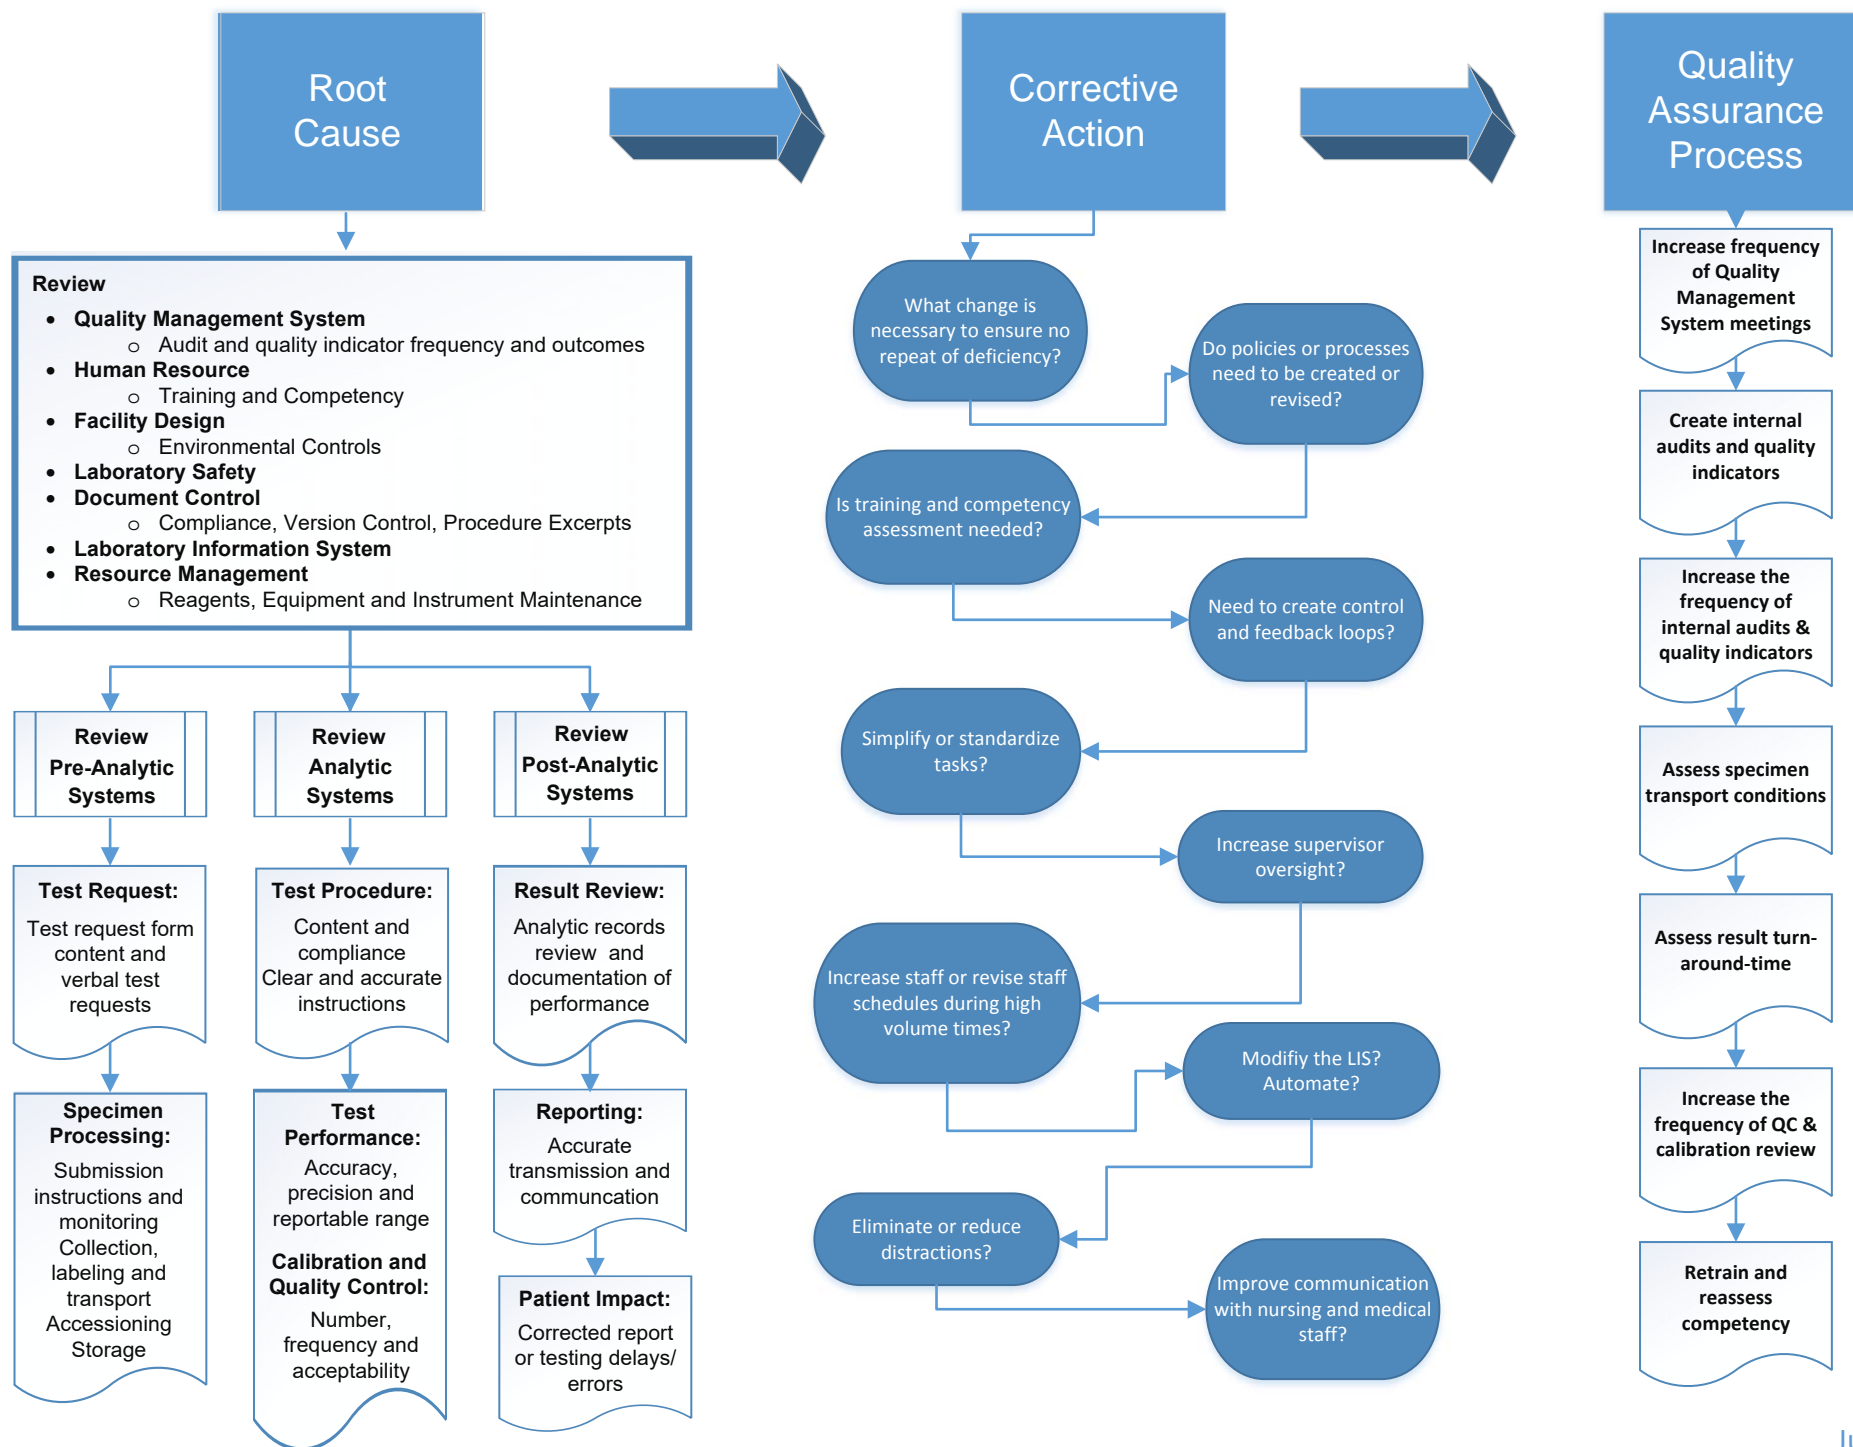 Root
Cause
Corrective
Action
Quality
Assurance
Process
Review
• Quality Management System
o Audit and quality indicator frequency and outcomes
• Human Resource
o Training and Competency
• Facility Design
o Environmental Controls
• Laboratory Safety
• Document Control
o Compliance, Version Control, Procedure Excerpts
• Laboratory Information System
• Resource Management
o Reagents, Equipment and Instrument Maintenance
Review
Pre-Analytic
Systems
Test Request:
Test request form
content and
verbal test
requests
Specimen
Processing:
Submission
instructions and
monitoring
Collection,
labeling and
transport
Accessioning
Storage
Review
Analytic
Systems
Test Procedure:
Content and
compliance
Clear and accurate
instructions
Test
Performance:
Accuracy,
precision and
reportable range
Calibration and
Quality Control:
Number,
frequency and
acceptability
Review
Post-Analytic
Systems
Result Review:
Analytic records
review and
documentation of
performance
Reporting:
Accurate
transmission and
communcation
Patient Impact:
Corrected report
or testing delays/
errors
What change is
necessary to ensure no
repeat of deficiency?
Do policies or processes
need to be created or
revised?
Is training and competency
assessment needed?
Need to create control
and feedback loops?
Simplify or standardize
tasks?
Increase supervisor
oversight?
Increase staff or revise staff
schedules during high
volume times?
Modifiy the LIS?
Automate?
Eliminate or reduce
distractions?
Improve communication
with nursing and medical
staff?
Increase frequency
of Quality
Management
System meetings
Create internal
audits and quality
indicators
Increase the
frequency of
internal audits &
quality indicators
Assess specimen
transport conditions
Assess result turn-
around-time
Increase the
frequency of QC &
calibration review
Retrain and
reassess
competency